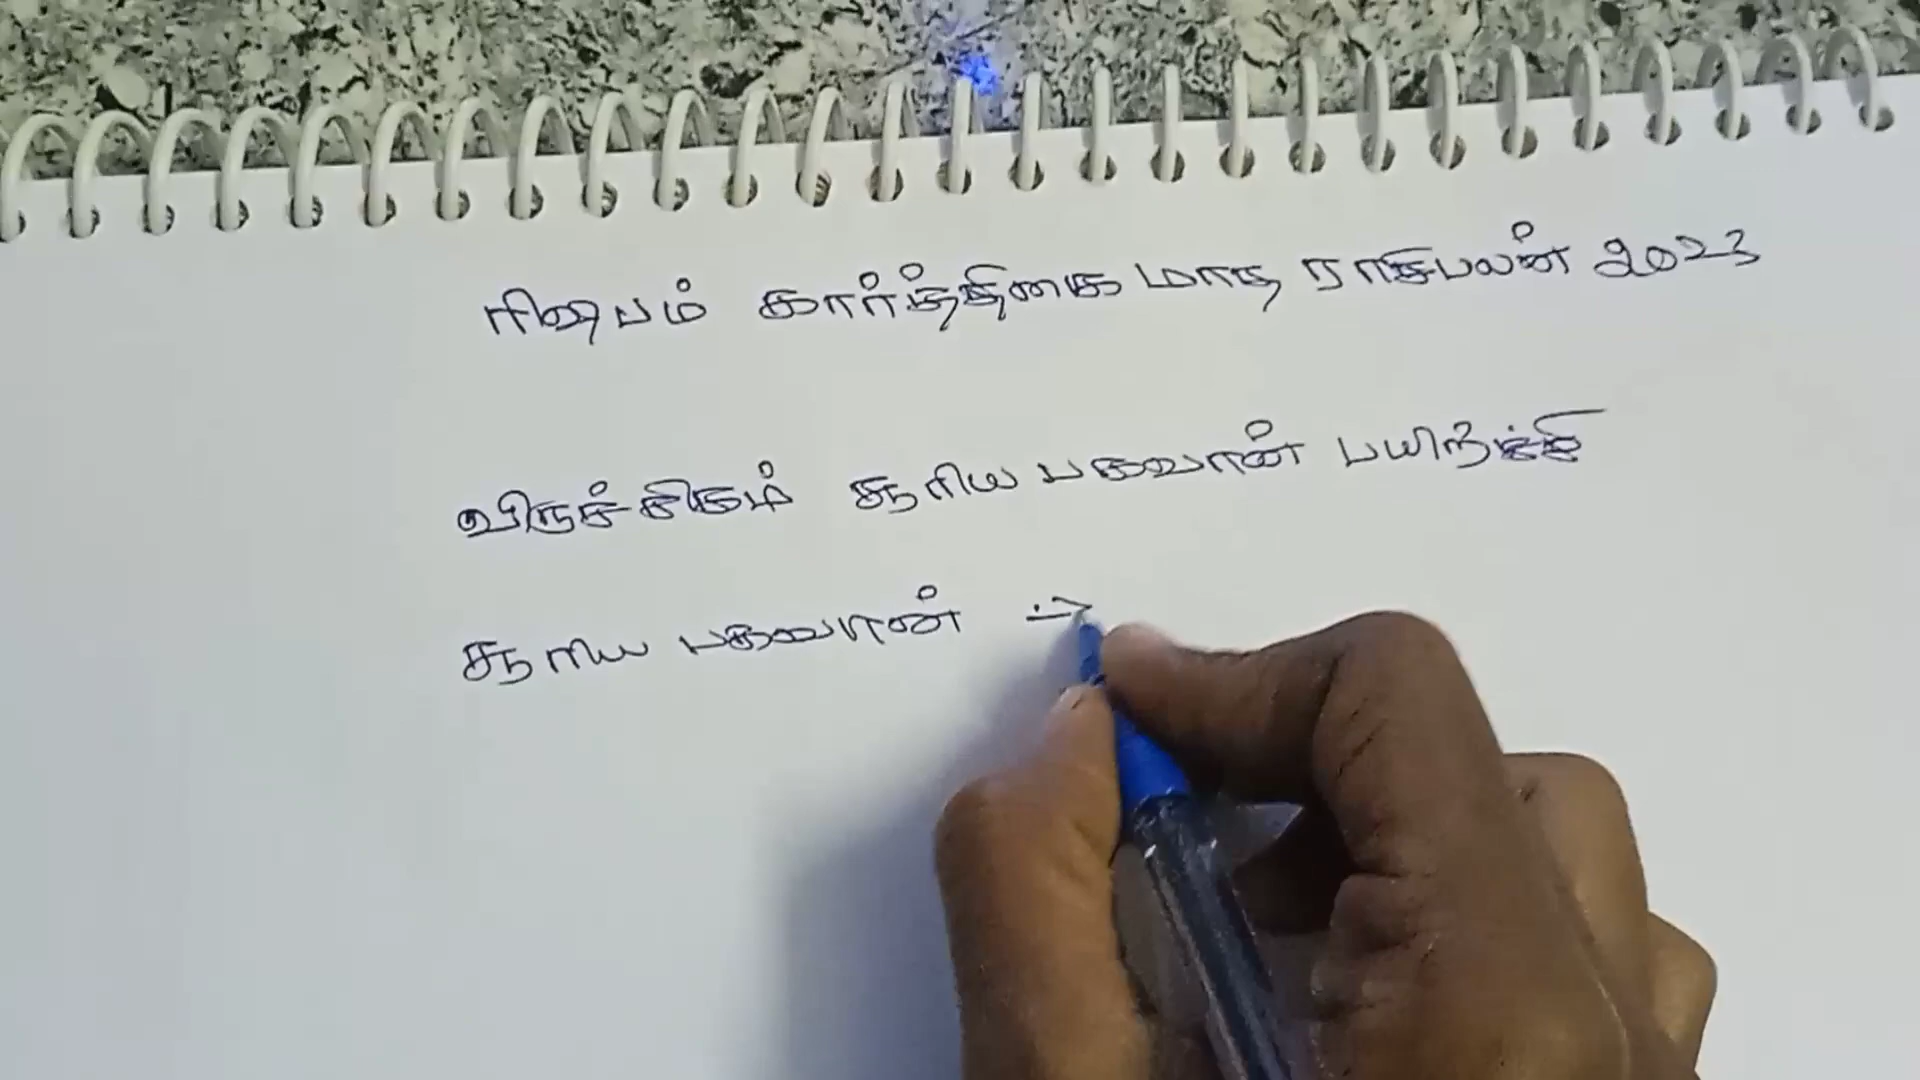 ரிஷபம் கார்த்திகை மாத ராசிபலன் 2023
விருச்சிகம் சூரிய பகவான் பயிற்சி
சூரிய பகவான் →